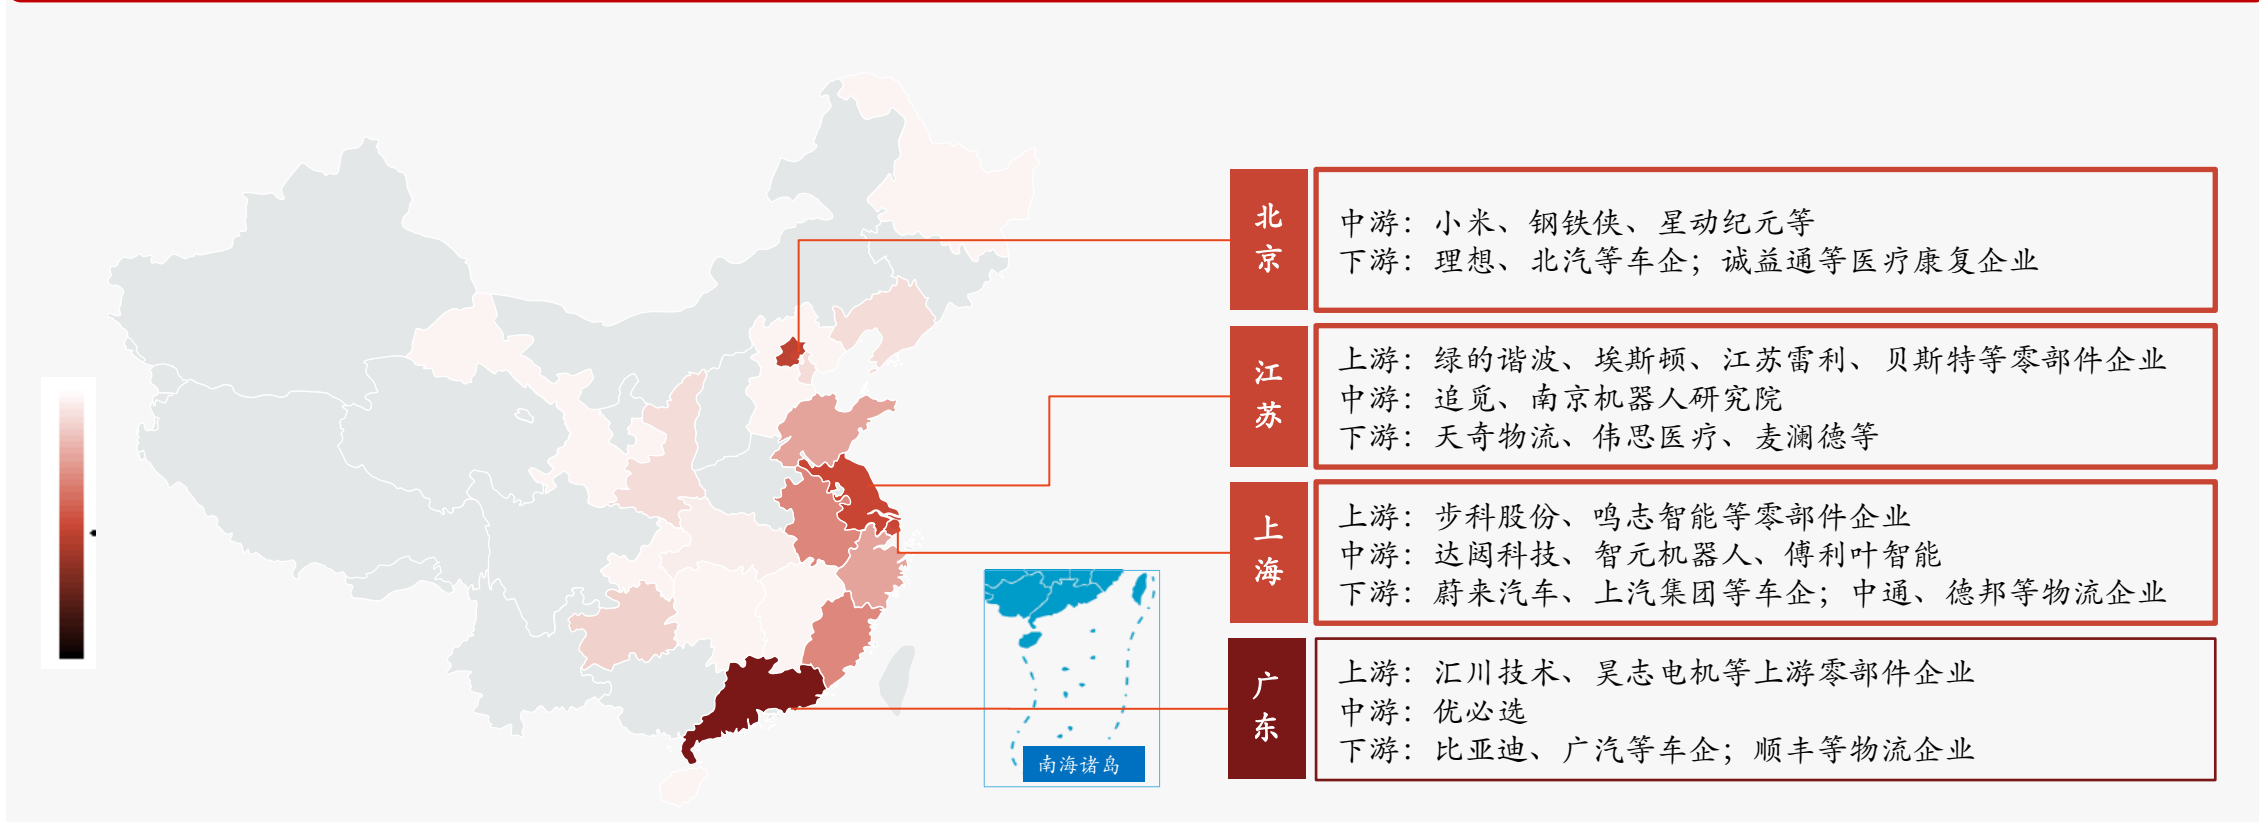 北京
中游：小米、钢铁侠、星动纪元等
下游：理想、北汽等车企；诚益通等医疗康复企业
江苏
上游：绿的谐波、埃斯顿、江苏雷利、贝斯特等零部件企业
中游：追觅、南京机器人研究院
下游：天奇物流、伟思医疗、麦澜德等
上海
上游：步科股份、鸣志智能等零部件企业
中游：达闼科技、智元机器人、傅利叶智能
下游：蔚来汽车、上汽集团等车企；中通、德邦等物流企业
广东
上游：汇川技术、昊志电机等上游零部件企业
中游：优必选
下游：比亚迪、广汽等车企；顺丰等物流企业
南海诸岛